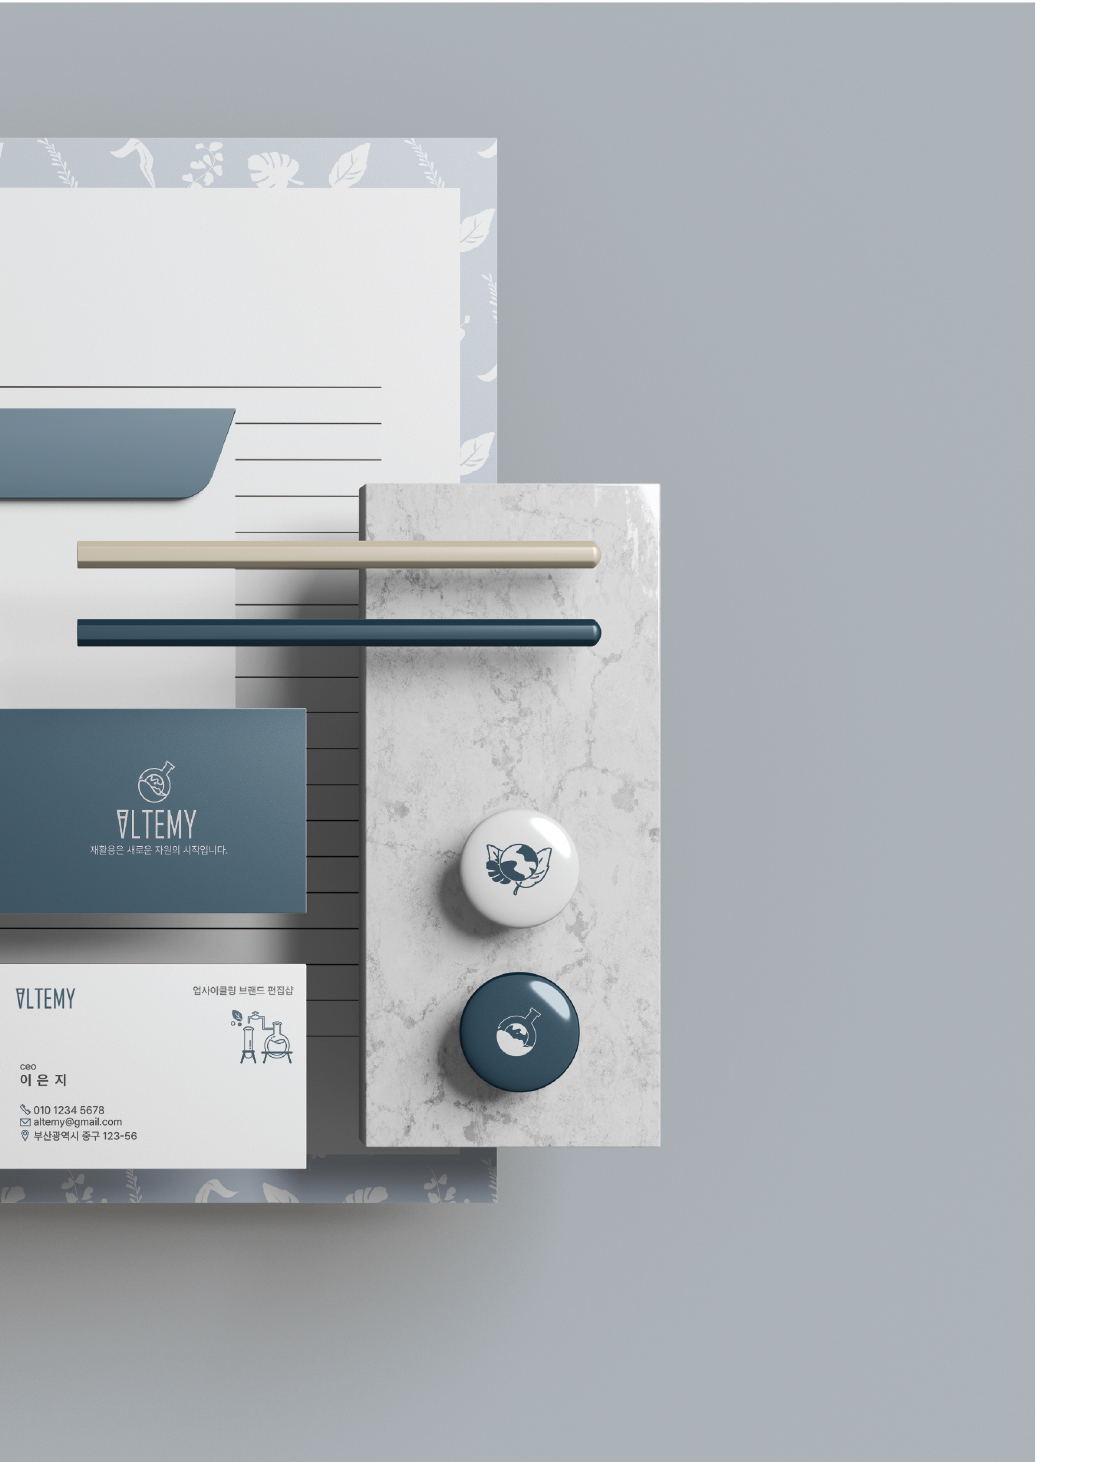 ALTEMY
재활용은 새로운 자원의 시작입니다.
ALTEMY
업사이클링 브랜드 편집샵
ceo
이 은 지
010 1234 5678
altemy@gmail.com
부산광역시 중구 123-56